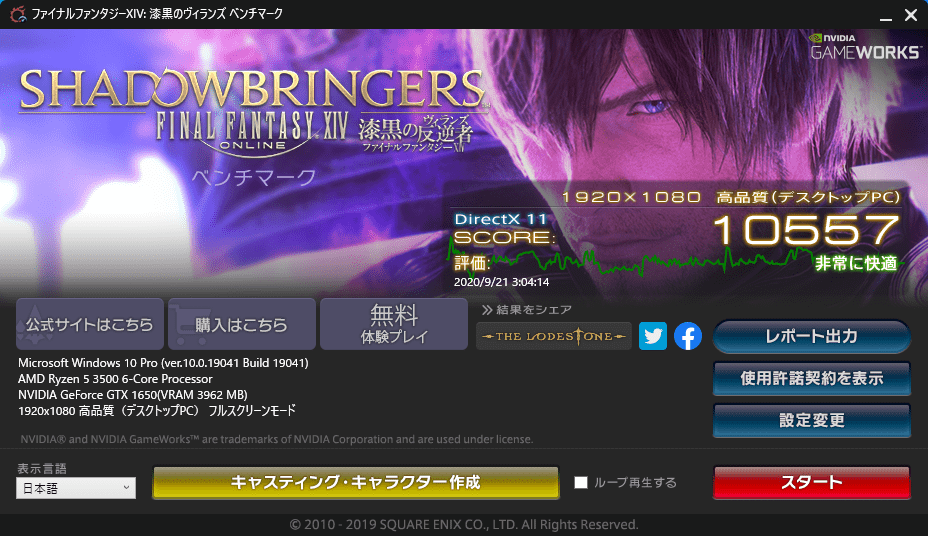 ファイナルファンタジーXIV: 漆黒のヴィランズ ベンチマーク
NVIDIA
GAMEWORKS
SHADOWBRINGERS
FINAL FANTASY XIV
ONLINE
漆黒の反逆者
ヴィランズ
ファイナルファンタジーXIV
ベンチマーク
1920×1080 高品質(デスクトップPC)
DirectX 11
SCORE:
10557
評価:
非常に快適
2020/9/21 3:04:14
公式サイトはこちら
購入はこちら
無料
体験プレイ
結果をシェア
THE LODESTONE
レポート出力
使用許諾契約を表示
設定変更
Microsoft Windows 10 Pro (ver.10.0.19041 Build 19041)
AMD Ryzen 5 3500 6-Core Processor
NVIDIA GeForce GTX 1650(VRAM 3962 MB)
1920x1080 高品質（デスクトップPC） フルスクリーンモード
NVIDIA® and NVIDIA GameWorks™ are trademarks of NVIDIA Corporation and are used under license.
表示言語
日本語
キャスティング・キャラクター作成
ループ再生する
スタート
© 2010 - 2019 SQUARE ENIX CO., LTD. All Rights Reserved.